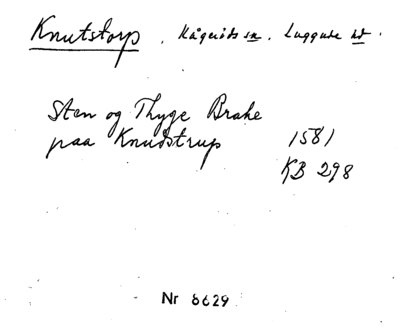 Knutstorp. Kågeröds sn. Luggude hd.
Sten og Thyge Brahe
paa Knudstrup 1581
KB 298
Nr 8629